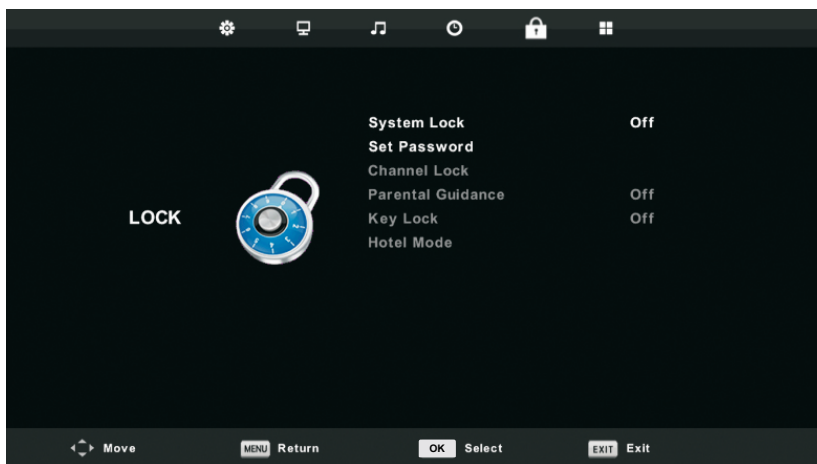 System Lock Off
Set Password
Channel Lock
Parental Guidance Off
LOCK
Key Lock Off
Hotel Mode
Move MENU Return OK Select EXIT Exit